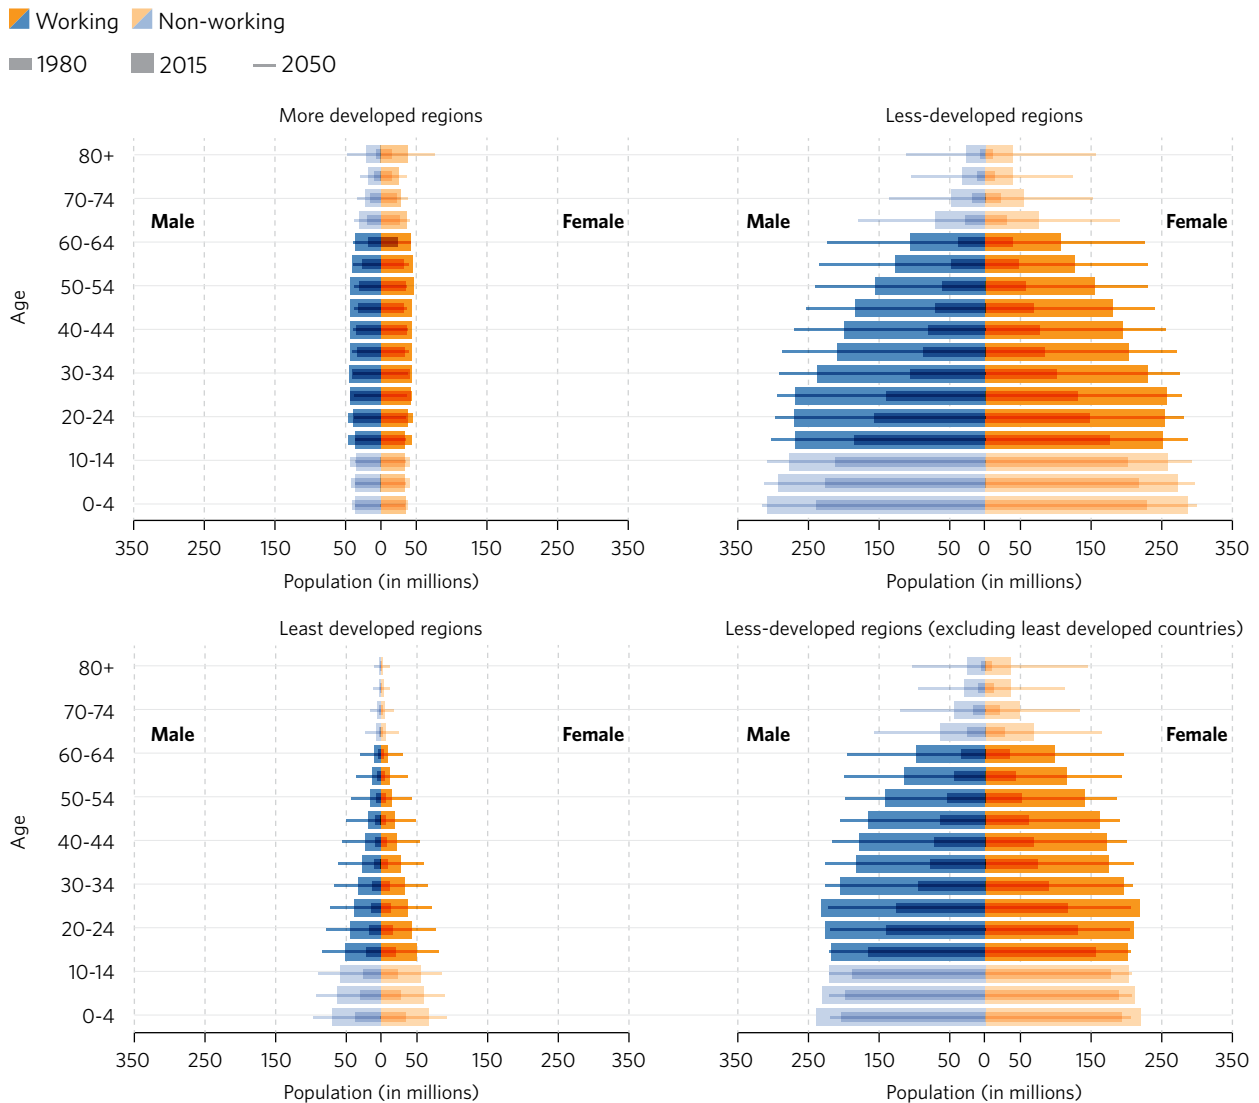 Working Non-working
1980 2015 2050
More developed regions
80+
70-74
Male Female
60-64
50-54
40-44
30-34
20-24
10-14
0-4
Age
350 250 150 50 0 50 150 250 350
Population (in millions)
Less-developed regions
Male Female
350 250 150 50 0 50 150 250 350
Population (in millions)
Least developed regions
80+
70-74
Male Female
60-64
50-54
40-44
30-34
20-24
10-14
0-4
Age
350 250 150 50 0 50 150 250 350
Population (in millions)
Less-developed regions (excluding least developed countries)
Male Female
350 250 150 50 0 50 150 250 350
Population (in millions)